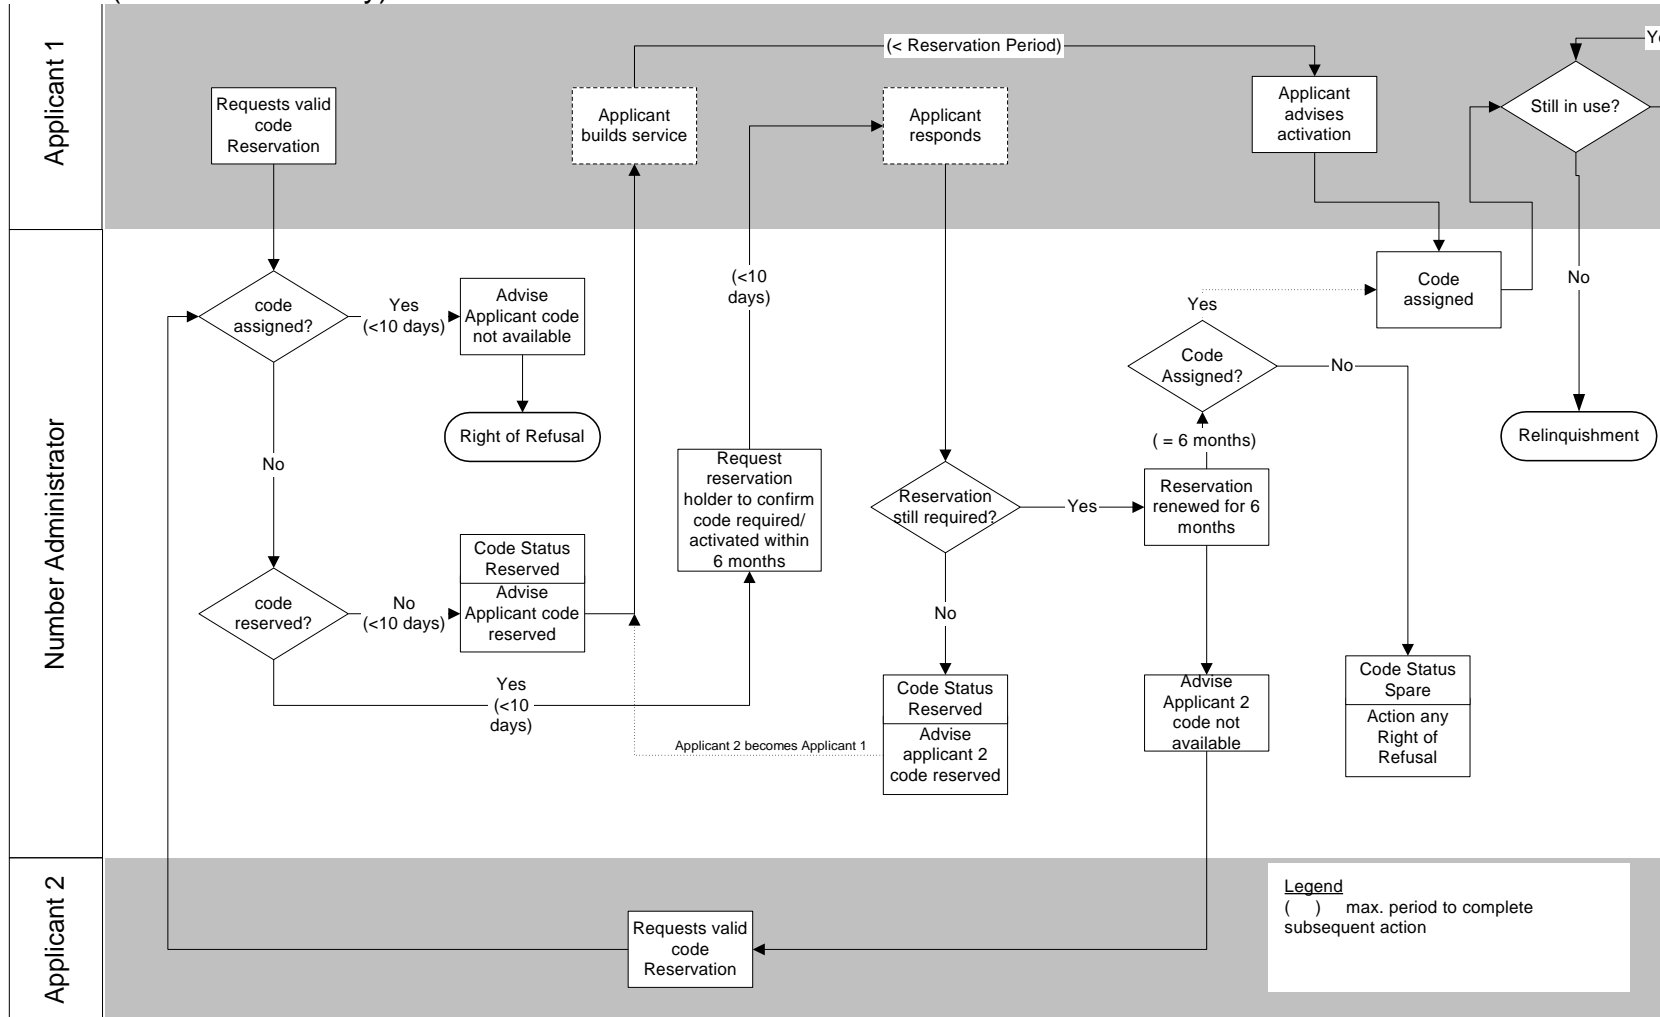 Applicant 1
Requests valid
code
Reservation
Applicant
builds service
(< Reservation Period)
Applicant
responds
Applicant
advises
activation
Still in use?
Number Administrator
code
assigned?
Yes
(<10 days)
Advise
Applicant code
not available
Right of Refusal
No
code
reserved?
No
(<10 days)
Code Status
Reserved
Advise
Applicant code
reserved
Yes
(<10
days)
(<10
days)
Request
reservation
holder to confirm
code required/
activated within
6 months
Reservation
still required?
Yes
No
Code Status
Reserved
Advise
applicant 2
code reserved
Applicant 2 becomes Applicant 1
Reservation
renewed for 6
months
( = 6 months)
Code
Assigned?
Yes
No
Code
assigned
Advise
Applicant 2
code not
available
Code Status
Spare
Action any
Right of
Refusal
No
Relinquishment
Applicant 2
Requests valid
code
Reservation
Legend
( ) max. period to complete
subsequent action